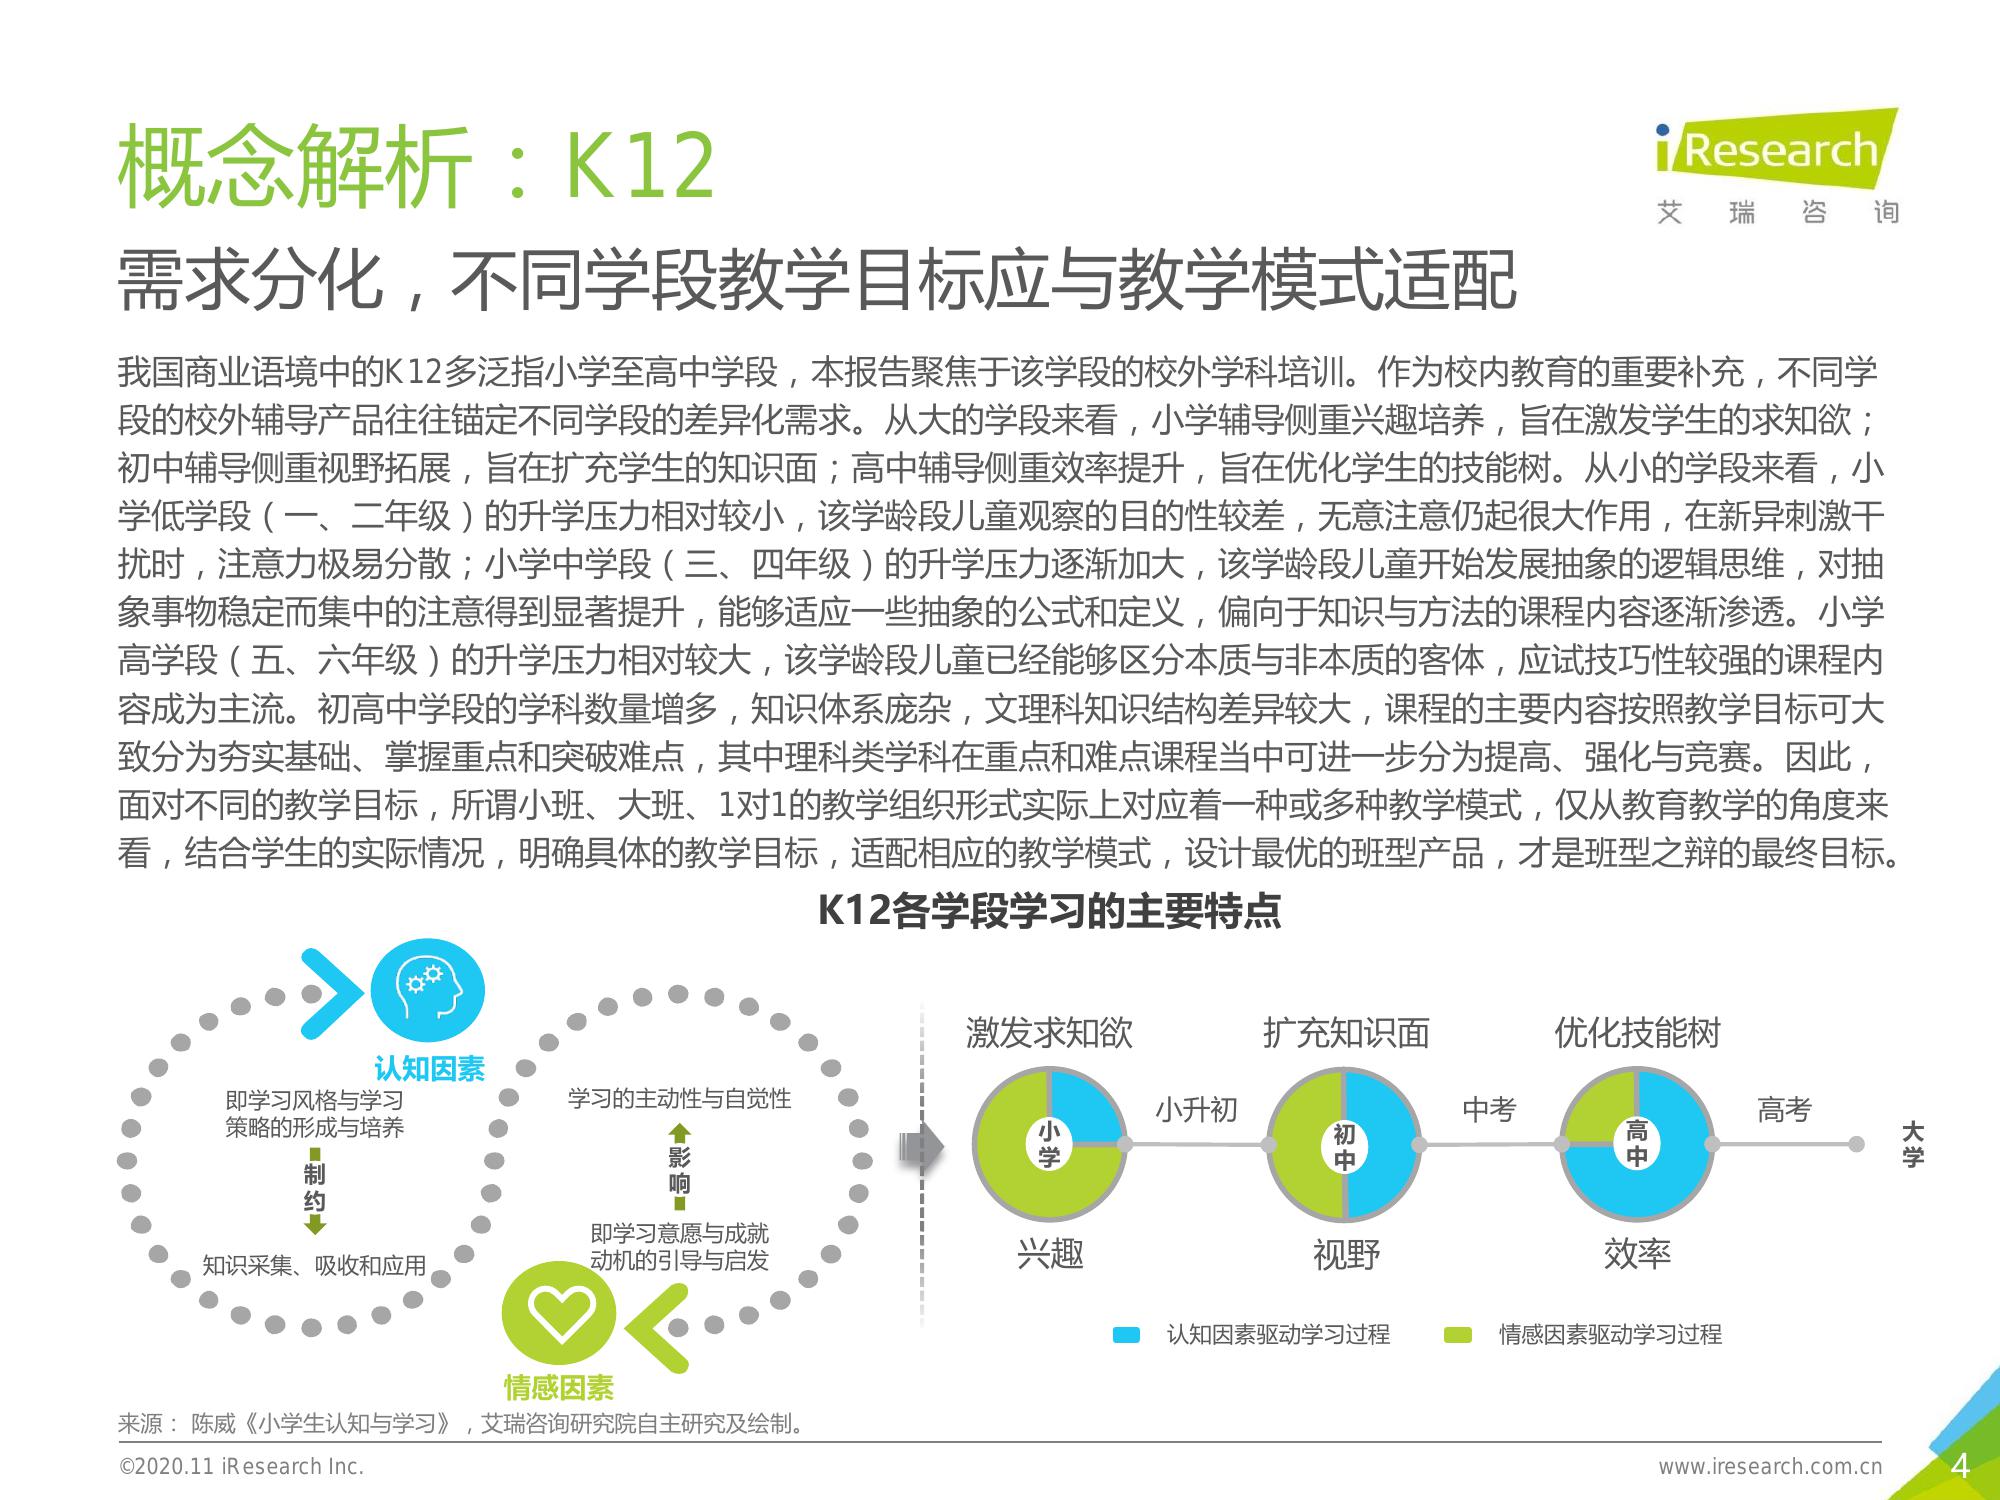 概念解析：K12
iResearch
艾瑞咨询
需求分化，不同学段教学目标应与教学模式适配
我国商业语境中的K12多泛指小学至高中学段，本报告聚焦于该学段的校外学科培训。作为校内教育的重要补充，不同学
段的校外辅导产品往往锚定不同学段的差异化需求。从大的学段来看，小学辅导侧重兴趣培养，旨在激发学生的求知欲；
初中辅导侧重视野拓展，旨在扩充学生的知识面；高中辅导侧重效率提升，旨在优化学生的技能树。从小的学段来看，小
学低学段（一、二年级）的升学压力相对较小，该学龄段儿童观察的目的性较差，无意注意仍起很大作用，在新异刺激干
扰时，注意力极易分散；小学中学段（三、四年级）的升学压力逐渐加大，该学龄段儿童开始发展抽象的逻辑思维，对抽
象事物稳定而集中的注意得到显著提升，能够适应一些抽象的公式和定义，偏向于知识与方法的课程内容逐渐渗透。小学
高学段（五、六年级）的升学压力相对较大，该学龄段儿童已经能够区分本质与非本质的客体，应试技巧性较强的课程内
容成为主流。初高中学段的学科数量增多，知识体系庞杂，文理科知识结构差异较大，课程的主要内容按照教学目标可大
致分为夯实基础、掌握重点和突破难点，其中理科类学科在重点和难点课程当中可进一步分为提高、强化与竞赛。因此，
面对不同的教学目标，所谓小班、大班、1对1的教学组织形式实际上对应着一种或多种教学模式，仅从教育教学的角度来
看，结合学生的实际情况，明确具体的教学目标，适配相应的教学模式，设计最优的班型产品，才是班型之辩的最终目标。
K12各学段学习的主要特点
认知因素
即学习风格与学习
策略的形成与培养
制
约
知识采集、吸收和应用
学习的主动性与自觉性
影
响
即学习意愿与成就
动机的引导与启发
情感因素
激发求知欲
扩充知识面
优化技能树
小
学
小升初
初
中
中考
高
中
高考
大
学
兴趣
视野
效率
认知因素驱动学习过程
情感因素驱动学习过程
来源：陈威《小学生认知与学习》，艾瑞咨询研究院自主研究及绘制。
©2020.11 iResearch Inc.
www.iresearch.com.cn
4